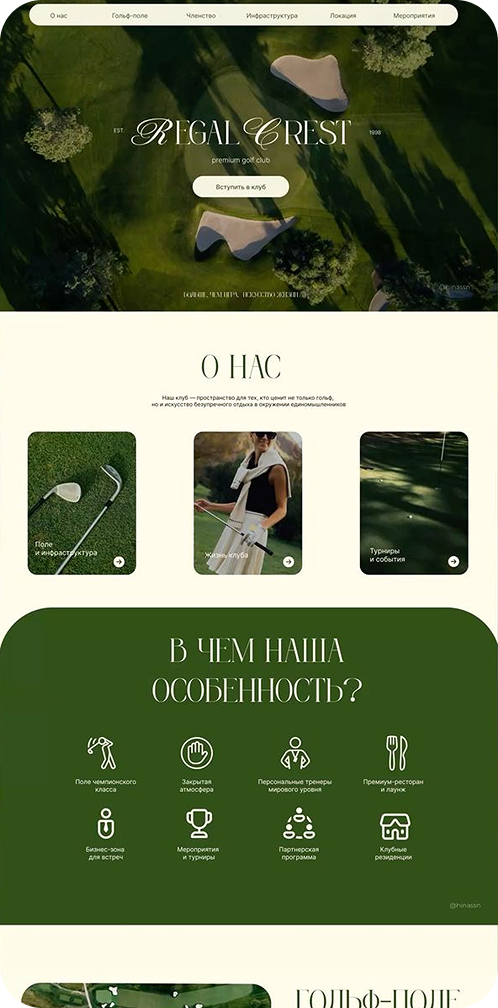 О нас
Гольф-поле
Членство
Инфраструктура
Локация
Мероприятия
EST.
REGAL CREST
1998
premium golf club
Вступить в клуб
БОЛЬШЕ, ЧЕМ ИГРА. ИСКУССТВО ЖИЗНИ
@hinassn
О НАС
Наш клуб — пространство для тех, кто ценит не только гольф,
но и искусство безупречного отдыха в окружении единомышленников
Поле
и инфраструктура
Жизнь клуба
Турниры
и события
В ЧЕМ НАША
ОСОБЕННОСТЬ?
Поле чемпионского
класса
Закрытая
атмосфера
Персональные тренеры
мирового уровня
Премиум-ресторан
и лаунж
Бизнес-зона
для встреч
Мероприятия
и турниры
Партнерская
программа
Клубные
резиденции
@hinassn
ГОЛЬФ-ПОЛЕ